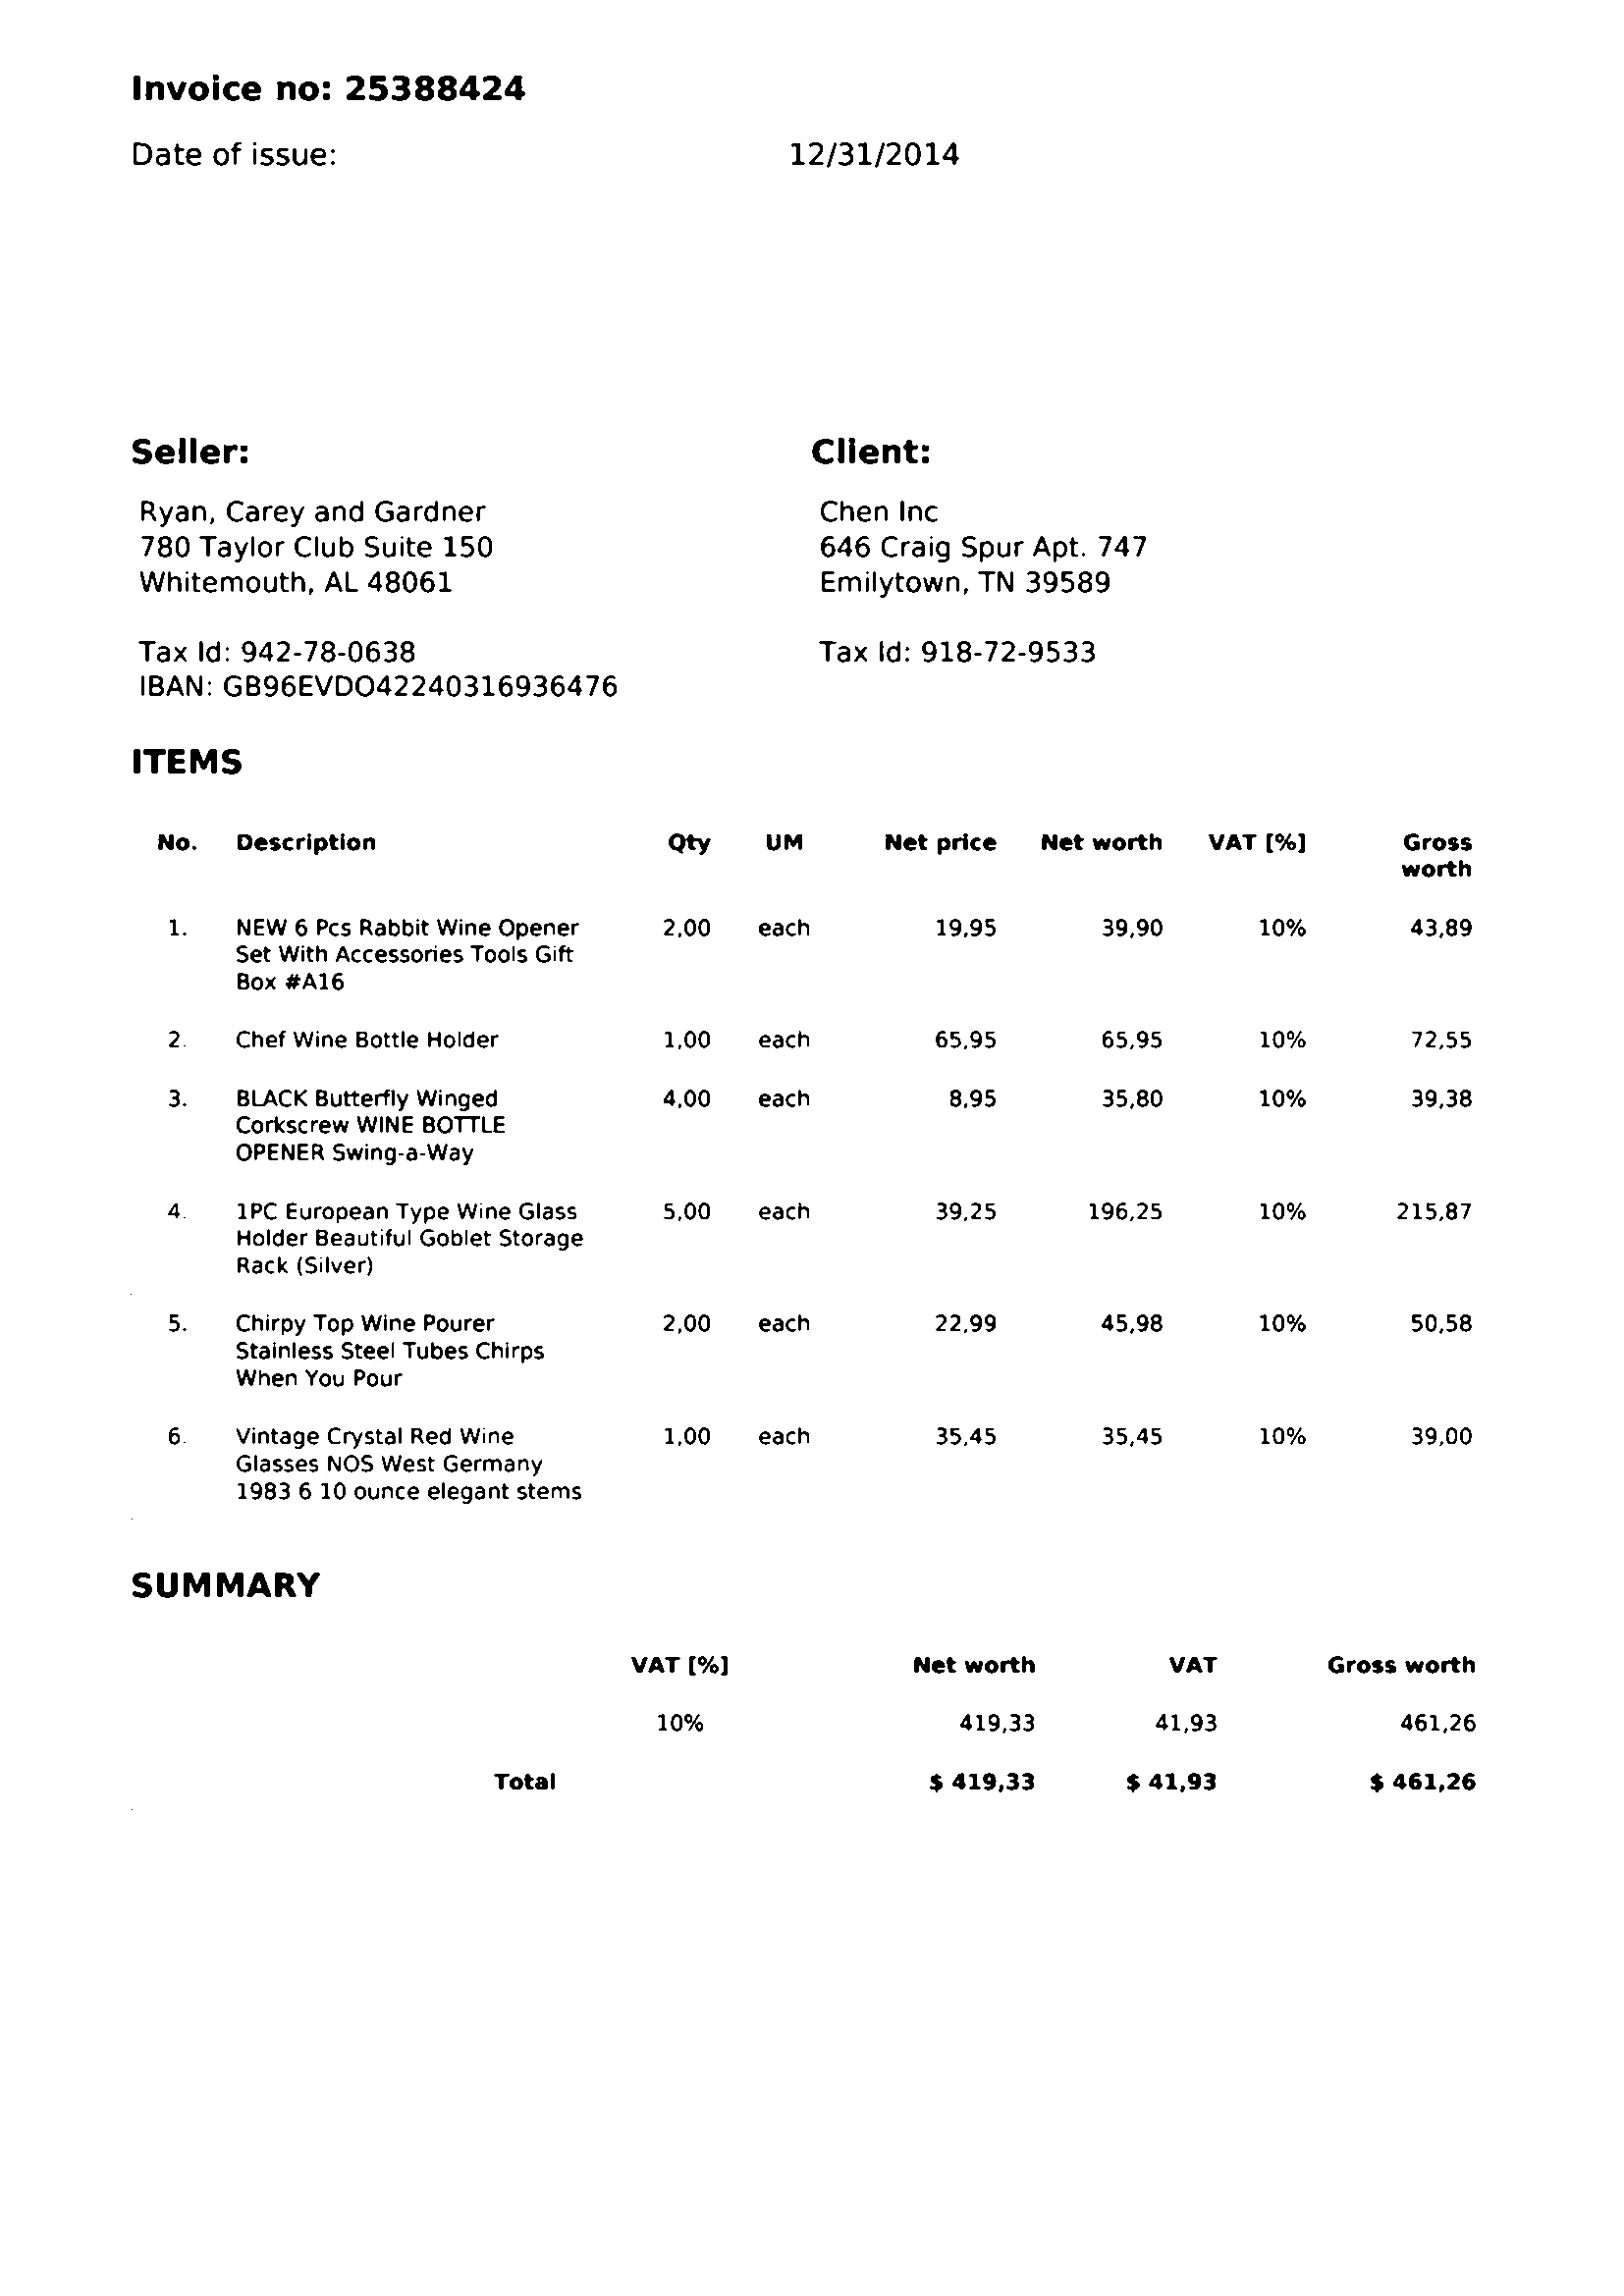 Invoice no: 25388424
Date of issue: 12/31/2014
Seller: Client:
Ryan, Carey and Gardner Chen Inc
780 Taylor Club Suite 150 646 Craig Spur Apt. 747
Whitemouth, AL 48061 Emilytown, TN 39589
Tax Id: 942-78-0638 Tax Id: 918-72-9533
IBAN: GB96EVDO42240316936476
ITEMS
No. Description Qty UM Net price Net worth VAT [%] Gross
worth
1. NEW 6 Pcs Rabbit Wine Opener 2,00 each 19,95 39,90 10% 43,89
Set With Accessories Tools Gift
Box #A16
2. Chef Wine Bottle Holder 1,00 each 65,95 65,95 10% 72,55
3. BLACK Butterfly Winged 4,00 each 8,95 35,80 10% 39,38
Corkscrew WINE BOTTLE
OPENER Swing-a-Way
4. 1PC European Type Wine Glass 5,00 each 39,25 196,25 10% 215,87
Holder Beautiful Goblet Storage
Rack (Silver)
5. Chirpy Top Wine Pourer 2,00 each 22,99 45,98 10% 50,58
Stainless Steel Tubes Chirps
When You Pour
6. Vintage Crystal Red Wine 1,00 each 35,45 35,45 10% 39,00
Glasses NOS West Germany
1983 6 10 ounce elegant stems
SUMMARY
VAT [%] Net worth VAT Gross worth
10% 419,33 41,93 461,26
Total $ 419,33 $ 41,93 $ 461,26